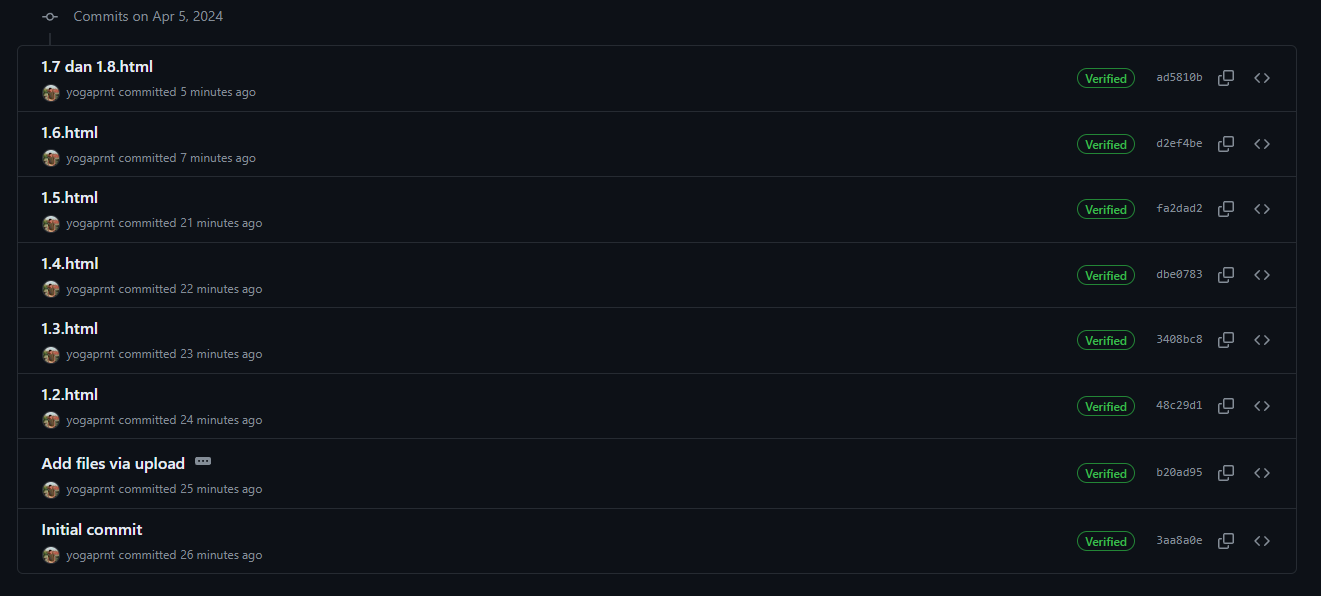 Commits on Apr 5, 2024
1.7 dan 1.8.html
yogaprnt committed 5 minutes ago
Verified
ad5810b
1.6.html
yogaprnt committed 7 minutes ago
Verified
d2ef4be
1.5.html
yogaprnt committed 21 minutes ago
Verified
fa2dad2
1.4.html
yogaprnt committed 22 minutes ago
Verified
dbe0783
1.3.html
yogaprnt committed 23 minutes ago
Verified
3408bc8
1.2.html
yogaprnt committed 24 minutes ago
Verified
48c29d1
Add files via upload
yogaprnt committed 25 minutes ago
Verified
b20ad95
Initial commit
yogaprnt committed 26 minutes ago
Verified
3aa8a0e